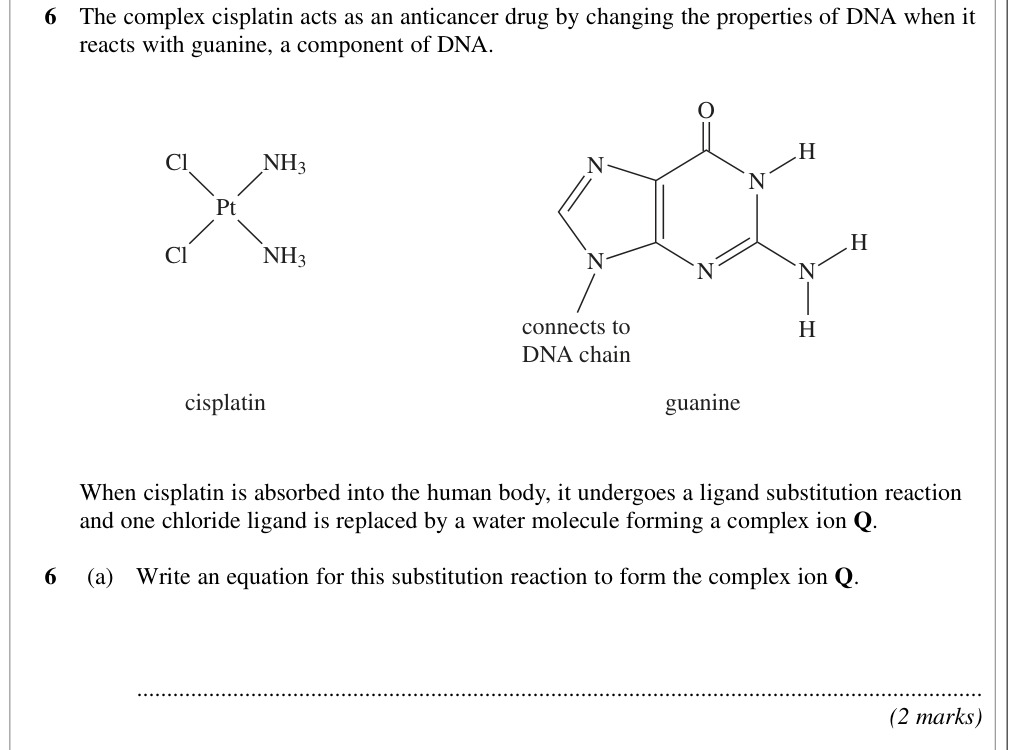 6 The complex cisplatin acts as an anticancer drug by changing the properties of DNA when it
reacts with guanine, a component of DNA.
Cl NH3
Pt
Cl NH3
cisplatin
O
H
N
N
H
N
N
N
H
connects to
DNA chain
guanine
When cisplatin is absorbed into the human body, it undergoes a ligand substitution reaction
and one chloride ligand is replaced by a water molecule forming a complex ion Q.
6 (a) Write an equation for this substitution reaction to form the complex ion Q.
(2 marks)